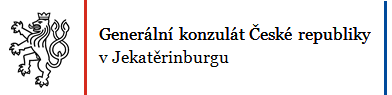 Generální konzulát České republiky
v Jekatěrinburgu